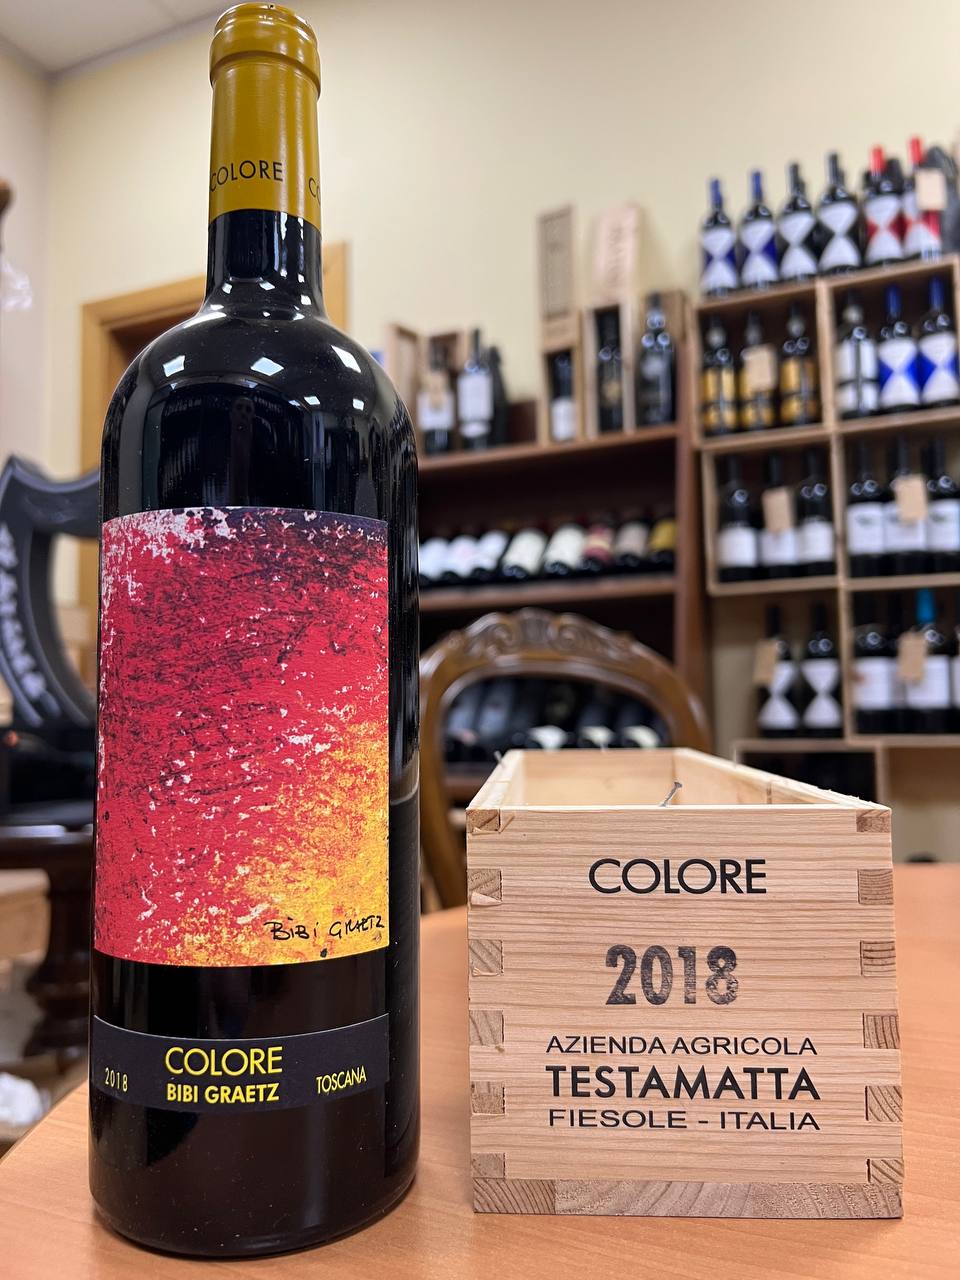 COLORE
BiBi GRAETZ
2018
COLORE
BIBI GRAETZ
TOSCANA
COLORE
2018
AZIENDA AGRICOLA
TESTAMATTA
FIESOLE - ITALIA